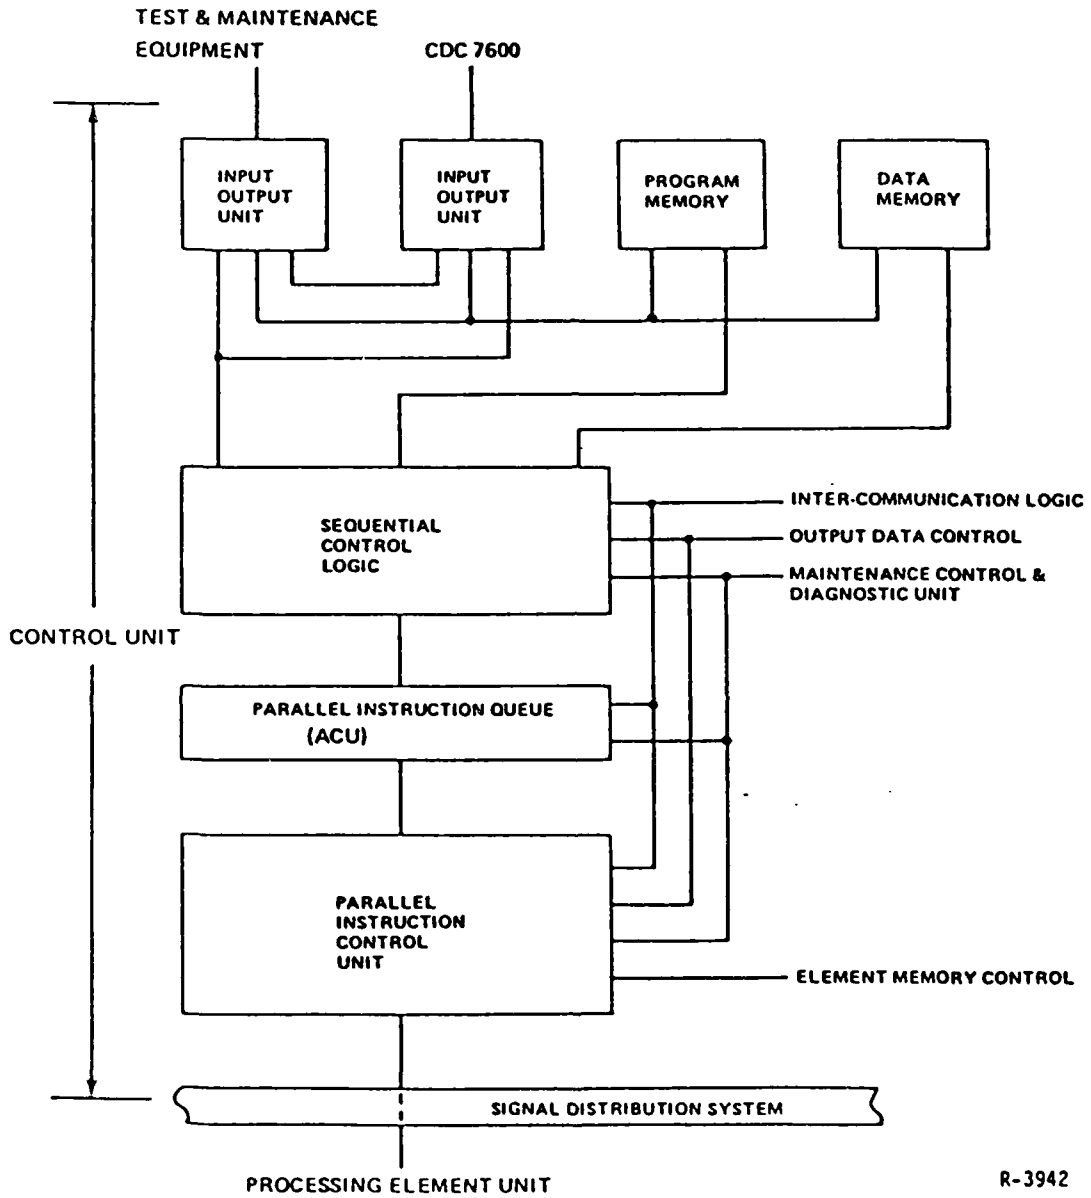 TEST & MAINTENANCE
EQUIPMENT
CDC 7600
INPUT
OUTPUT
UNIT
INPUT
OUTPUT
UNIT
PROGRAM
MEMORY
DATA
MEMORY
SEQUENTIAL
CONTROL
LOGIC
INTER-COMMUNICATION LOGIC
OUTPUT DATA CONTROL
MAINTENANCE CONTROL &
DIAGNOSTIC UNIT
CONTROL UNIT
PARALLEL INSTRUCTION QUEUE
(ACU)
PARALLEL
INSTRUCTION
CONTROL
UNIT
ELEMENT MEMORY CONTROL
SIGNAL DISTRIBUTION SYSTEM
PROCESSING ELEMENT UNIT
R-3942